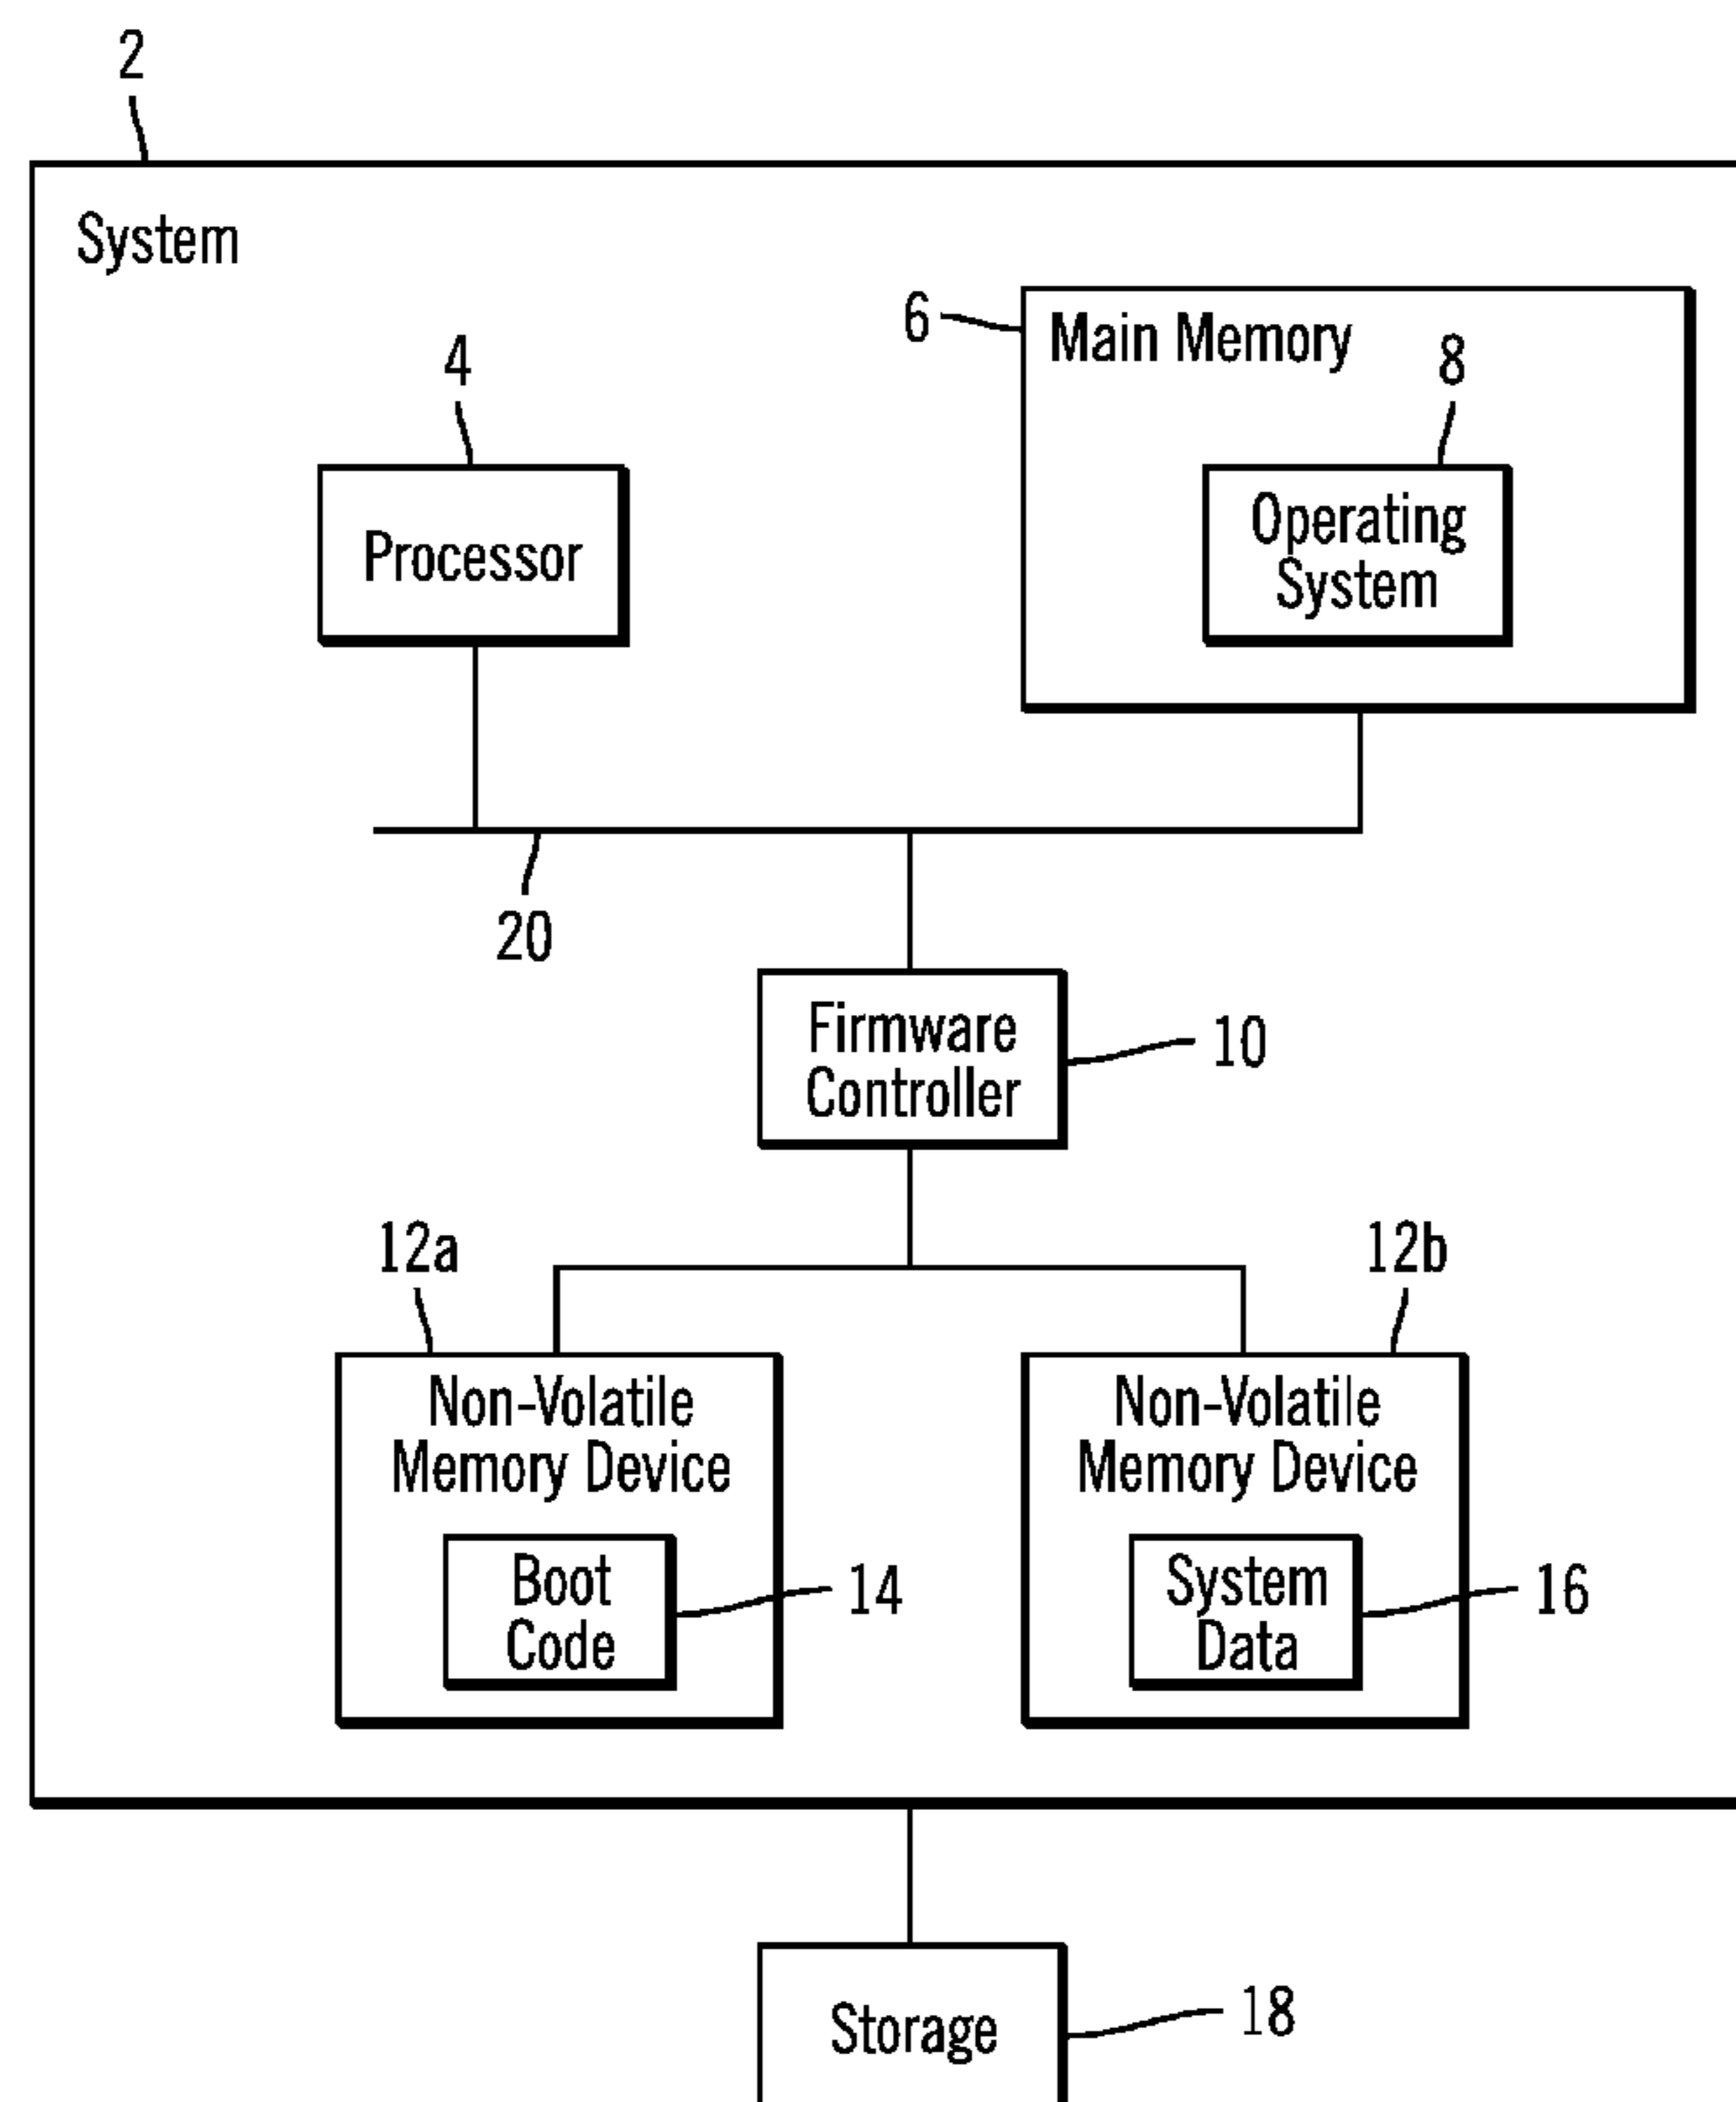 2
System
6
Main Memory
4
8
Processor
Operating
System
20
Firmware
Controller
10
12a
12b
Non-Volatile
Memory Device
Boot
Code
14
Non-Volatile
Memory Device
System
Data
16
Storage
18